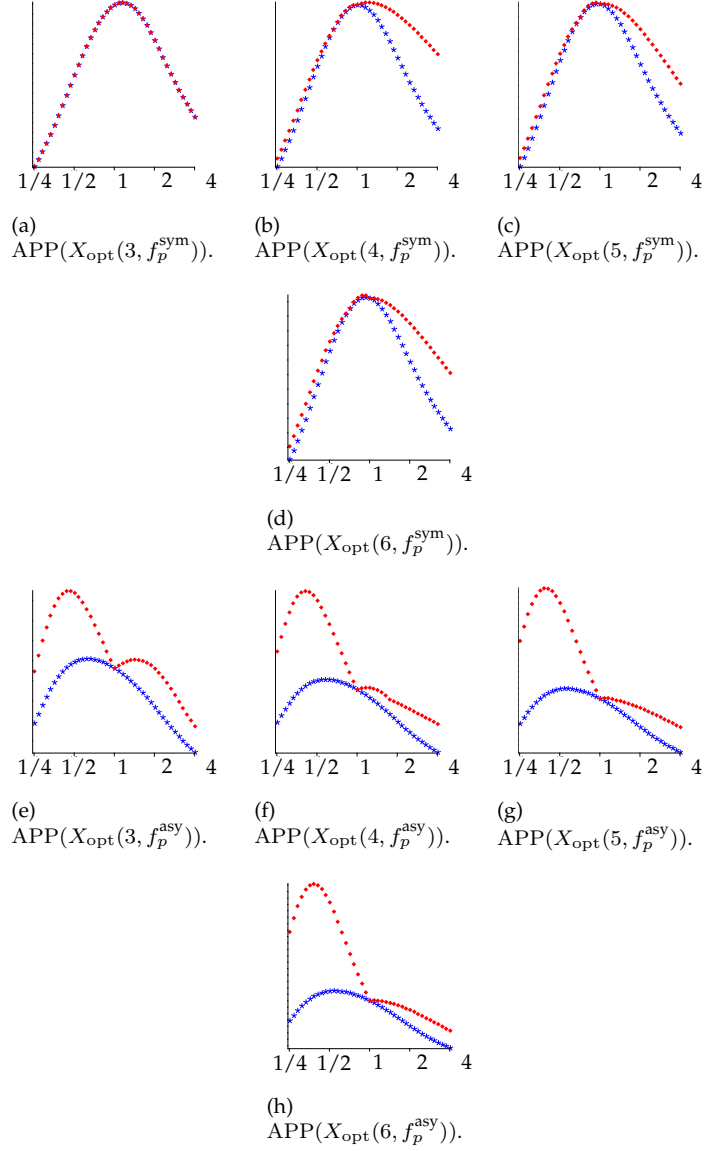 1/4 1/2 1 2 4
1/4 1/2 1 2 4
1/4 1/2 1 2 4
(a)
APP(X_opt(3, f_p^sym)).
(b)
APP(X_opt(4, f_p^sym)).
(c)
APP(X_opt(5, f_p^sym)).
1/4 1/2 1 2 4
(d)
APP(X_opt(6, f_p^sym)).
1/4 1/2 1 2 4
1/4 1/2 1 2 4
1/4 1/2 1 2 4
(e)
APP(X_opt(3, f_p^asy)).
(f)
APP(X_opt(4, f_p^asy)).
(g)
APP(X_opt(5, f_p^asy)).
1/4 1/2 1 2 4
(h)
APP(X_opt(6, f_p^asy)).